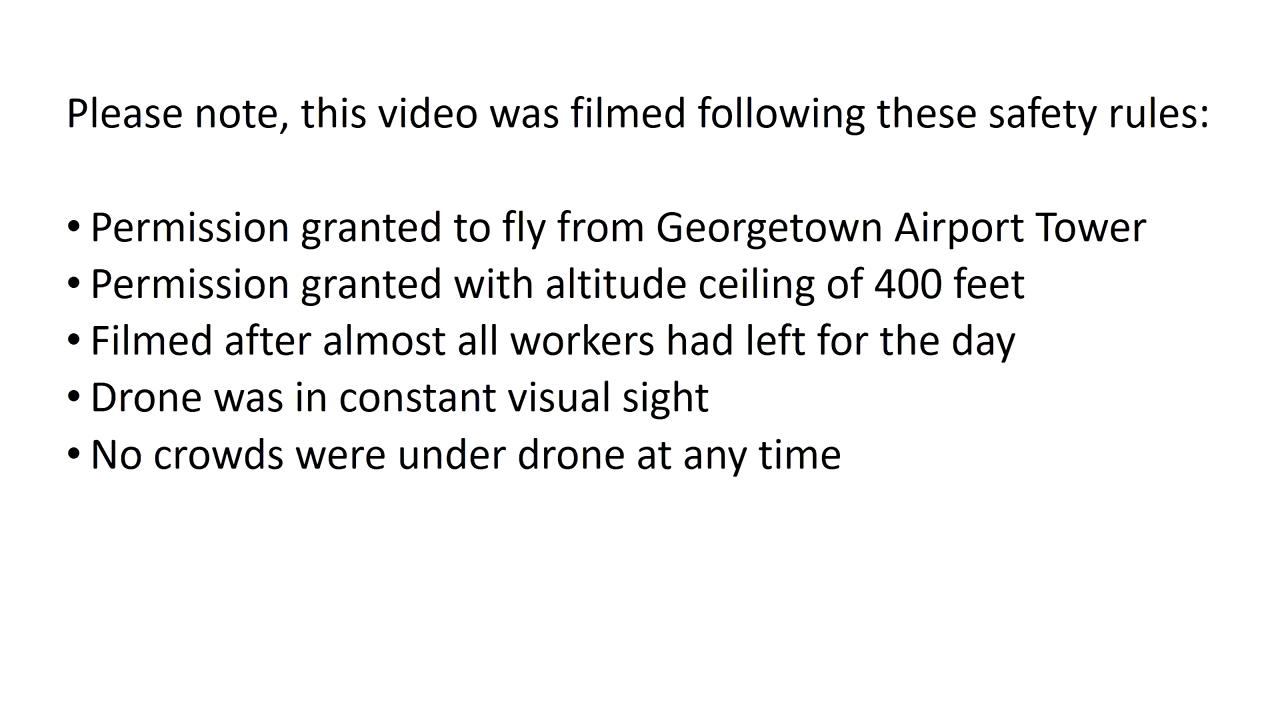 Please note, this video was filmed following these safety rules:
• Permission granted to fly from Georgetown Airport Tower
• Permission granted with altitude ceiling of 400 feet
• Filmed after almost all workers had left for the day
• Drone was in constant visual sight
• No crowds were under drone at any time